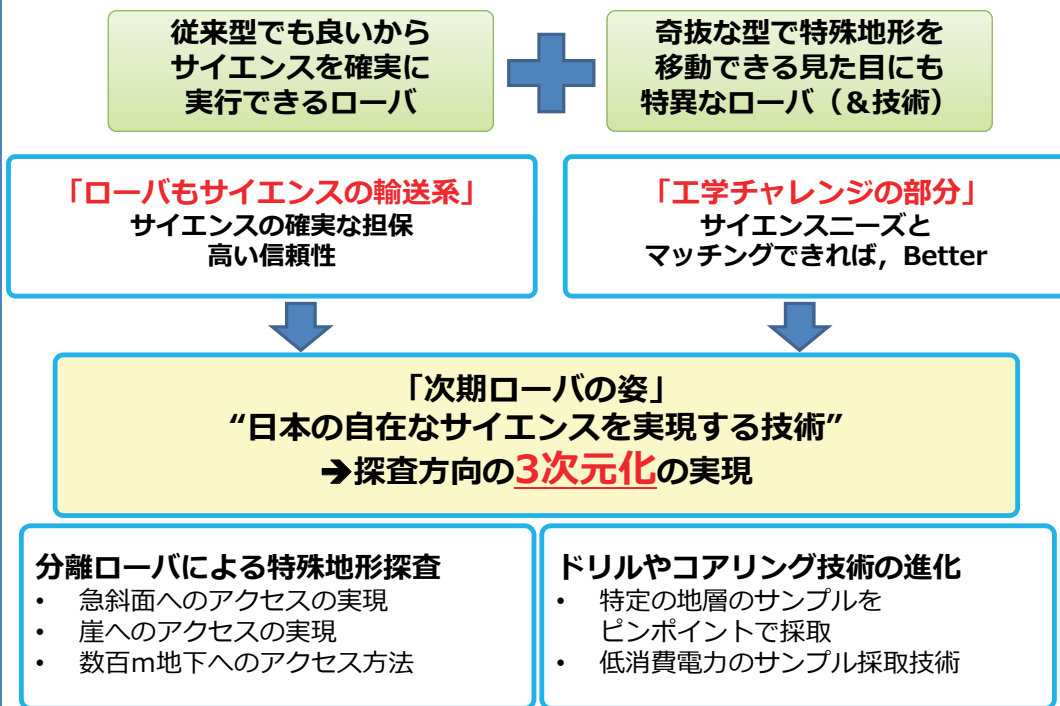 従来型でも良いから
サイエンスを確実に
実行できるローバ
奇抜な型で特殊地形を
移動できる見た目にも
特異なローバ（＆技術）
「ローバもサイエンスの輸送系」
サイエンスの確実な担保
高い信頼性
「工学チャレンジの部分」
サイエンスニーズと
マッチングできれば，Better
「次期ローバの姿」
“日本の自在なサイエンスを実現する技術”
➔探査方向の3次元化の実現
分離ローバによる特殊地形探査
• 急斜面へのアクセスの実現
• 崖へのアクセスの実現
• 数百m地下へのアクセス方法
ドリルやコアリング技術の進化
• 特定の地層のサンプルを
ピンポイントで採取
• 低消費電力のサンプル採取技術